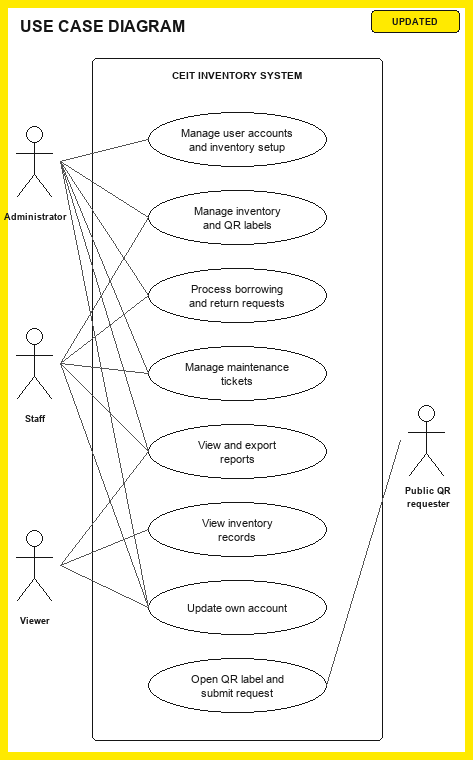 USE CASE DIAGRAM
UPDATED
CEIT INVENTORY SYSTEM
Manage user accounts
and inventory setup
Administrator
Manage inventory
and QR labels
Process borrowing
and return requests
Staff
Manage maintenance
tickets
View and export
reports
Public QR
requester
View inventory
records
Viewer
Update own account
Open QR label and
submit request